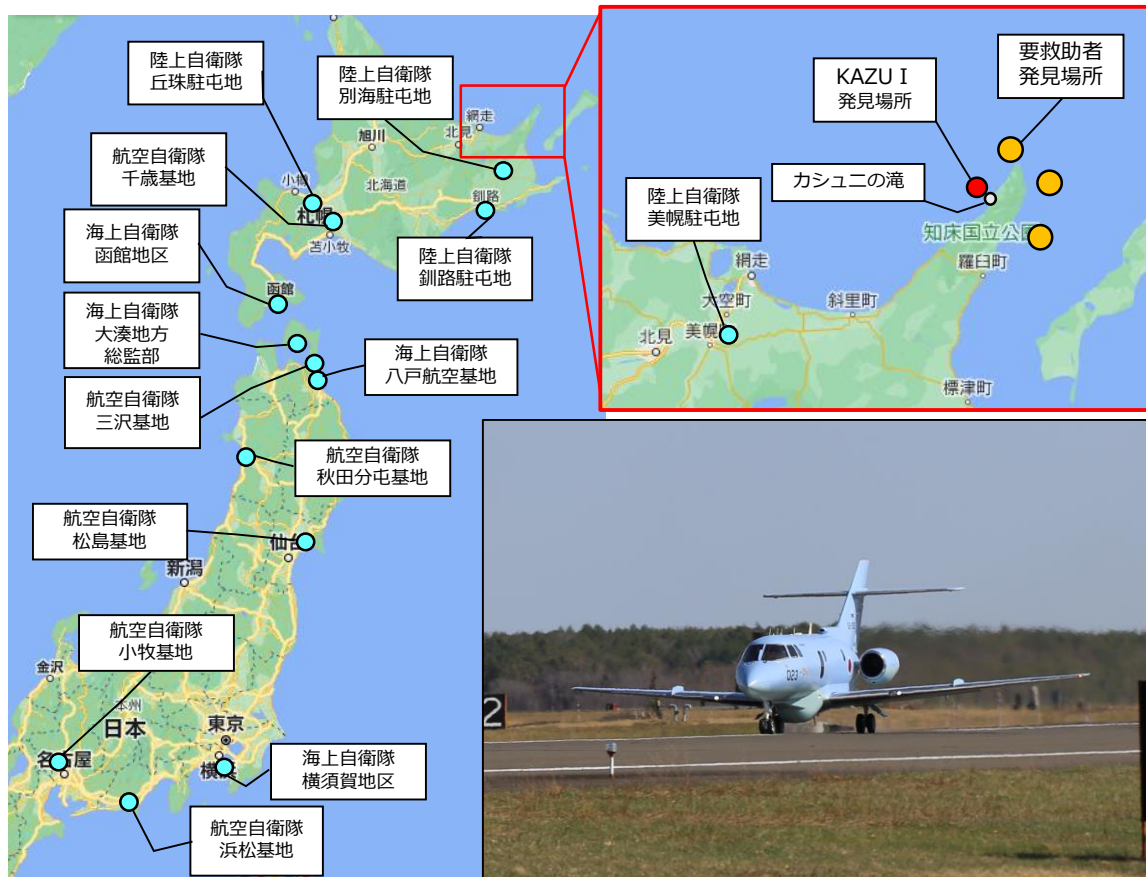 陸上自衛隊
丘珠駐屯地
陸上自衛隊
別海駐屯地
網走
北見
旭川
航空自衛隊
千歳基地
小樽
北海道
札幌
釧路
苫小牧
海上自衛隊
函館地区
陸上自衛隊
釧路駐屯地
函館
海上自衛隊
大湊地方
総監部
海上自衛隊
八戸航空基地
航空自衛隊
三沢基地
航空自衛隊
秋田分屯基地
航空自衛隊
松島基地
仙台
新潟
航空自衛隊
小牧基地
金沢
本州
日本
東京
名古屋
横浜
海上自衛隊
横須賀地区
航空自衛隊
浜松基地
KAZU I
発見場所
要救助者
発見場所
カシュニの滝
陸上自衛隊
美幌駐屯地
知床国立公園
羅臼町
網走
大空町
斜里町
北見
美幌町
標津町
2
023